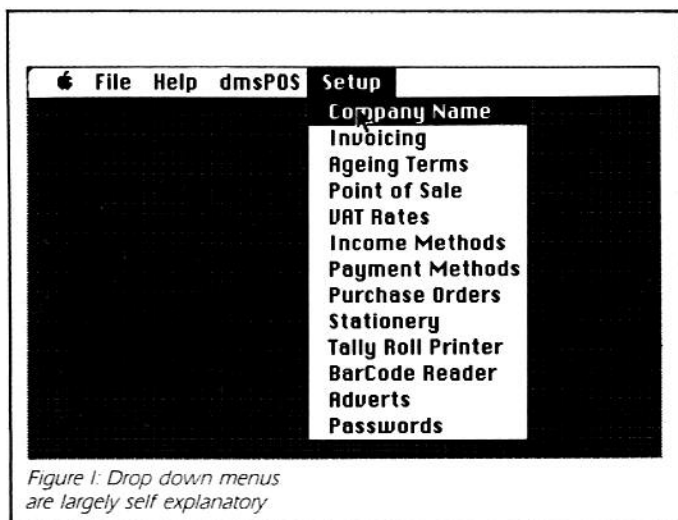 File Help dmsPOS Setup
Company Name
Invoicing
Ageing Terms
Point of Sale
VAT Rates
Income Methods
Payment Methods
Purchase Orders
Stationery
Tally Roll Printer
BarCode Reader
Adverts
Passwords
Figure I: Drop down menus
are largely self explanatory